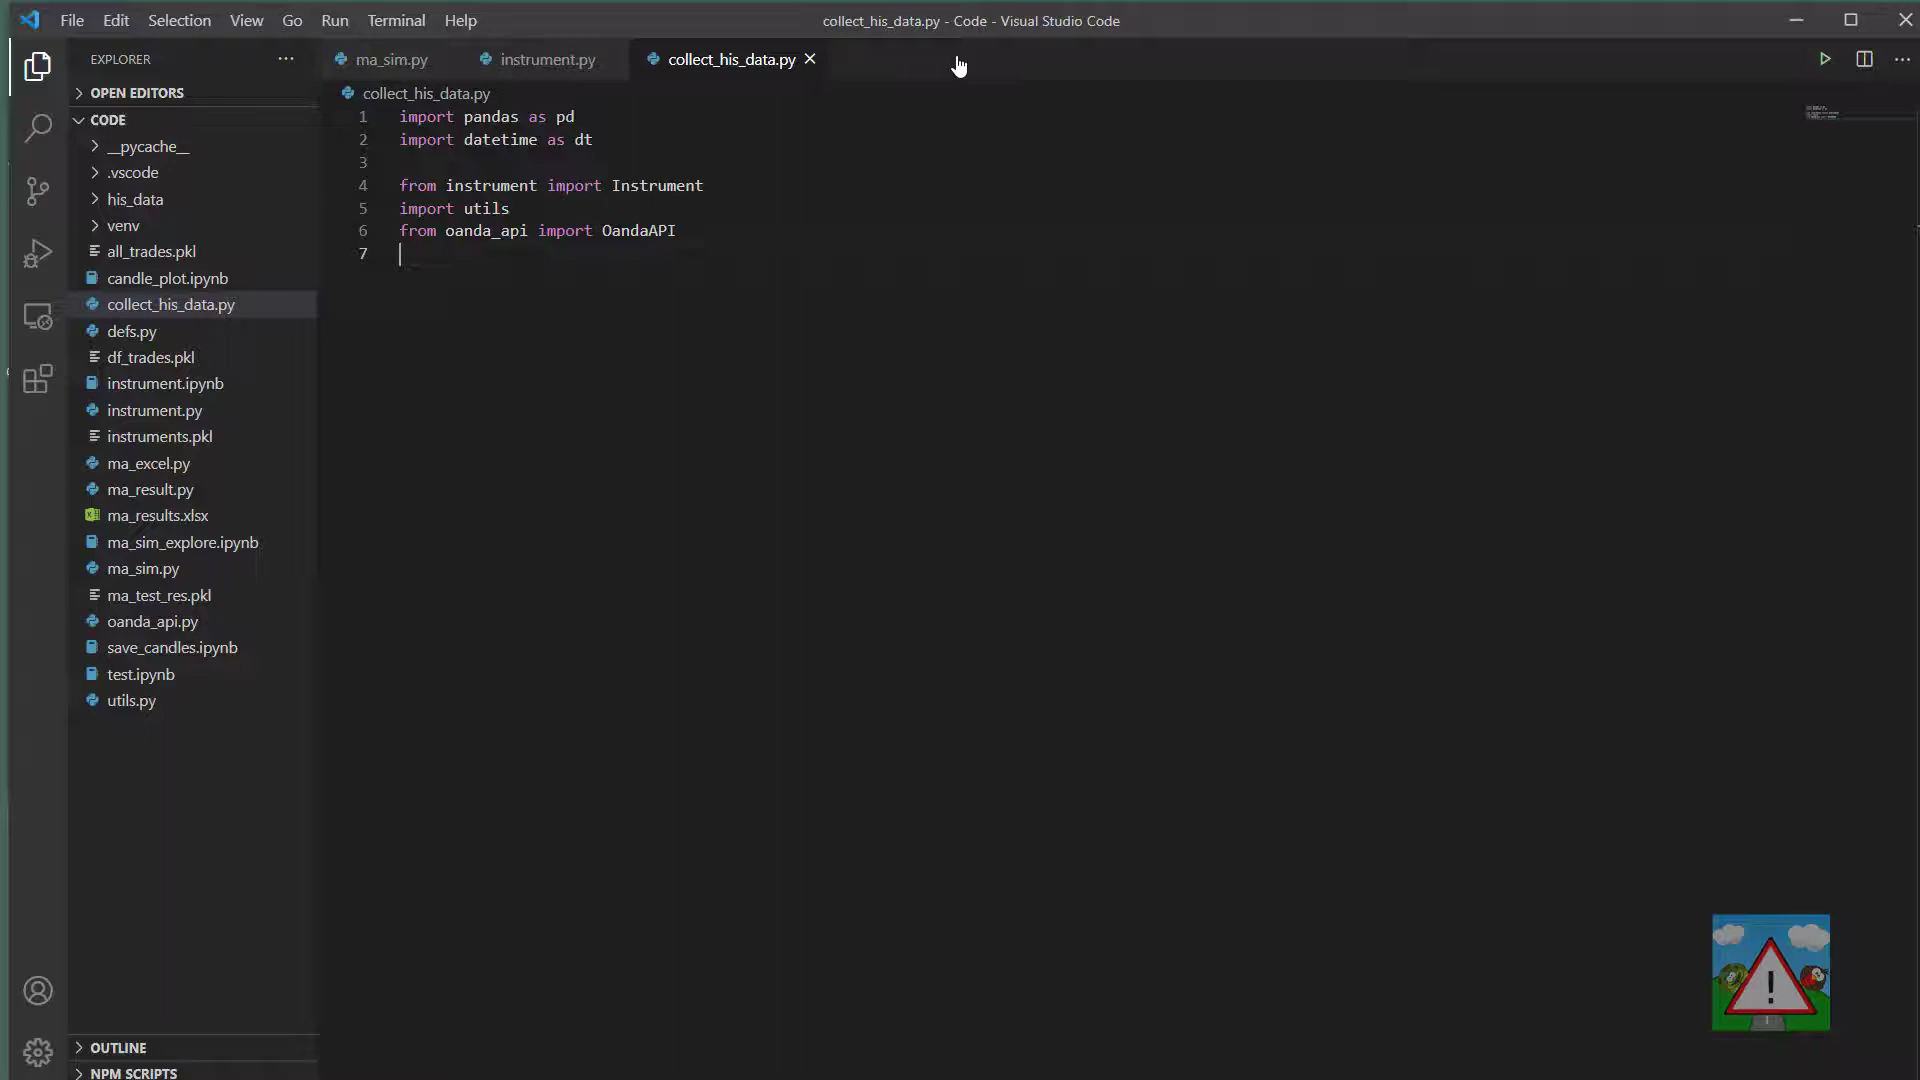 File Edit Selection View Go Run Terminal Help
collect_his_data.py - Code - Visual Studio Code
EXPLORER
ma_sim.py
instrument.py
collect_his_data.py
OPEN EDITORS
CODE
__pycache__
.vscode
his_data
venv
all_trades.pkl
candle_plot.ipynb
collect_his_data.py
defs.py
df_trades.pkl
instrument.ipynb
instrument.py
instruments.pkl
ma_excel.py
ma_result.py
ma_results.xlsx
ma_sim_explore.ipynb
ma_sim.py
ma_test_res.pkl
oanda_api.py
save_candles.ipynb
test.ipynb
utils.py
OUTLINE
NPM SCRIPTS
collect_his_data.py
1 import pandas as pd
2 import datetime as dt
3
4 from instrument import Instrument
5 import utils
6 from oanda_api import OandaAPI
7
!